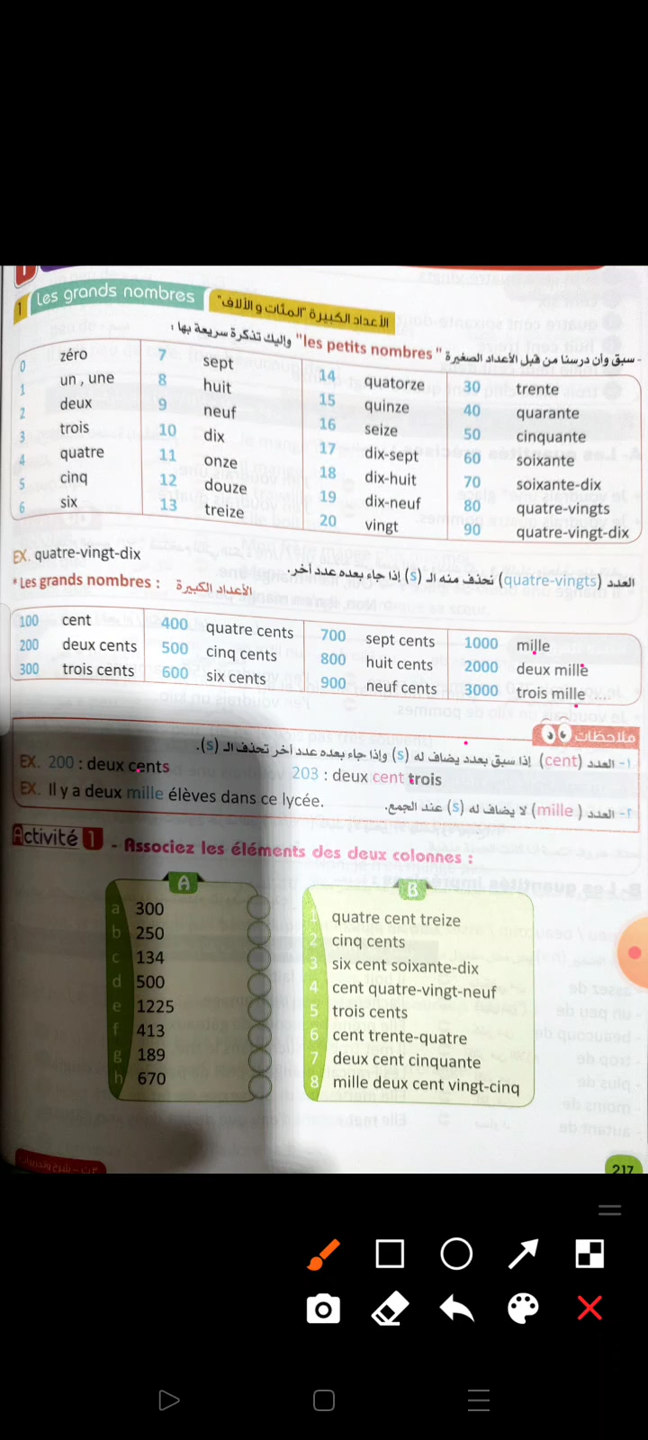 1 Les grands nombres الأعداد الكبيرة "المئات و الآلاف"
- سبق وأن درسنا من قبل الأعداد الصغيرة "les petits nombres" وإليك تذكرة سريعة بها :
0 zéro 7 sept 14 quatorze 30 trente
1 un , une 8 huit 15 quinze 40 quarante
2 deux 9 neuf 16 seize 50 cinquante
3 trois 10 dix 17 dix-sept 60 soixante
4 quatre 11 onze 18 dix-huit 70 soixante-dix
5 cinq 12 douze 19 dix-neuf 80 quatre-vingts
6 six 13 treize 20 vingt 90 quatre-vingt-dix
العدد (quatre-vingts) نحذف منه الـ (s) إذا جاء بعده عدد أخر.
EX. quatre-vingt-dix
* Les grands nombres : الأعداد الكبيرة
100 cent 400 quatre cents 700 sept cents 1000 mille
200 deux cents 500 cinq cents 800 huit cents 2000 deux mille
300 trois cents 600 six cents 900 neuf cents 3000 trois mille ....
ملاحظات
١- العدد (cent) إذا سبق بعدد يضاف له (s) وإذا جاء بعده عدد أخر تحذف الـ (s).
EX. 200 : deux cents 203 : deux cent trois
٢- العدد (mille) لا يضاف له (s) عند الجمع.
EX. Il y a deux mille élèves dans ce lycée.
Activité 1 - Associez les éléments des deux colonnes :
A
a 300
b 250
c 134
d 500
e 1225
f 413
g 189
h 670
B
1 quatre cent treize
2 cinq cents
3 six cent soixante-dix
4 cent quatre-vingt-neuf
5 trois cents
6 cent trente-quatre
7 deux cent cinquante
8 mille deux cent vingt-cinq
217